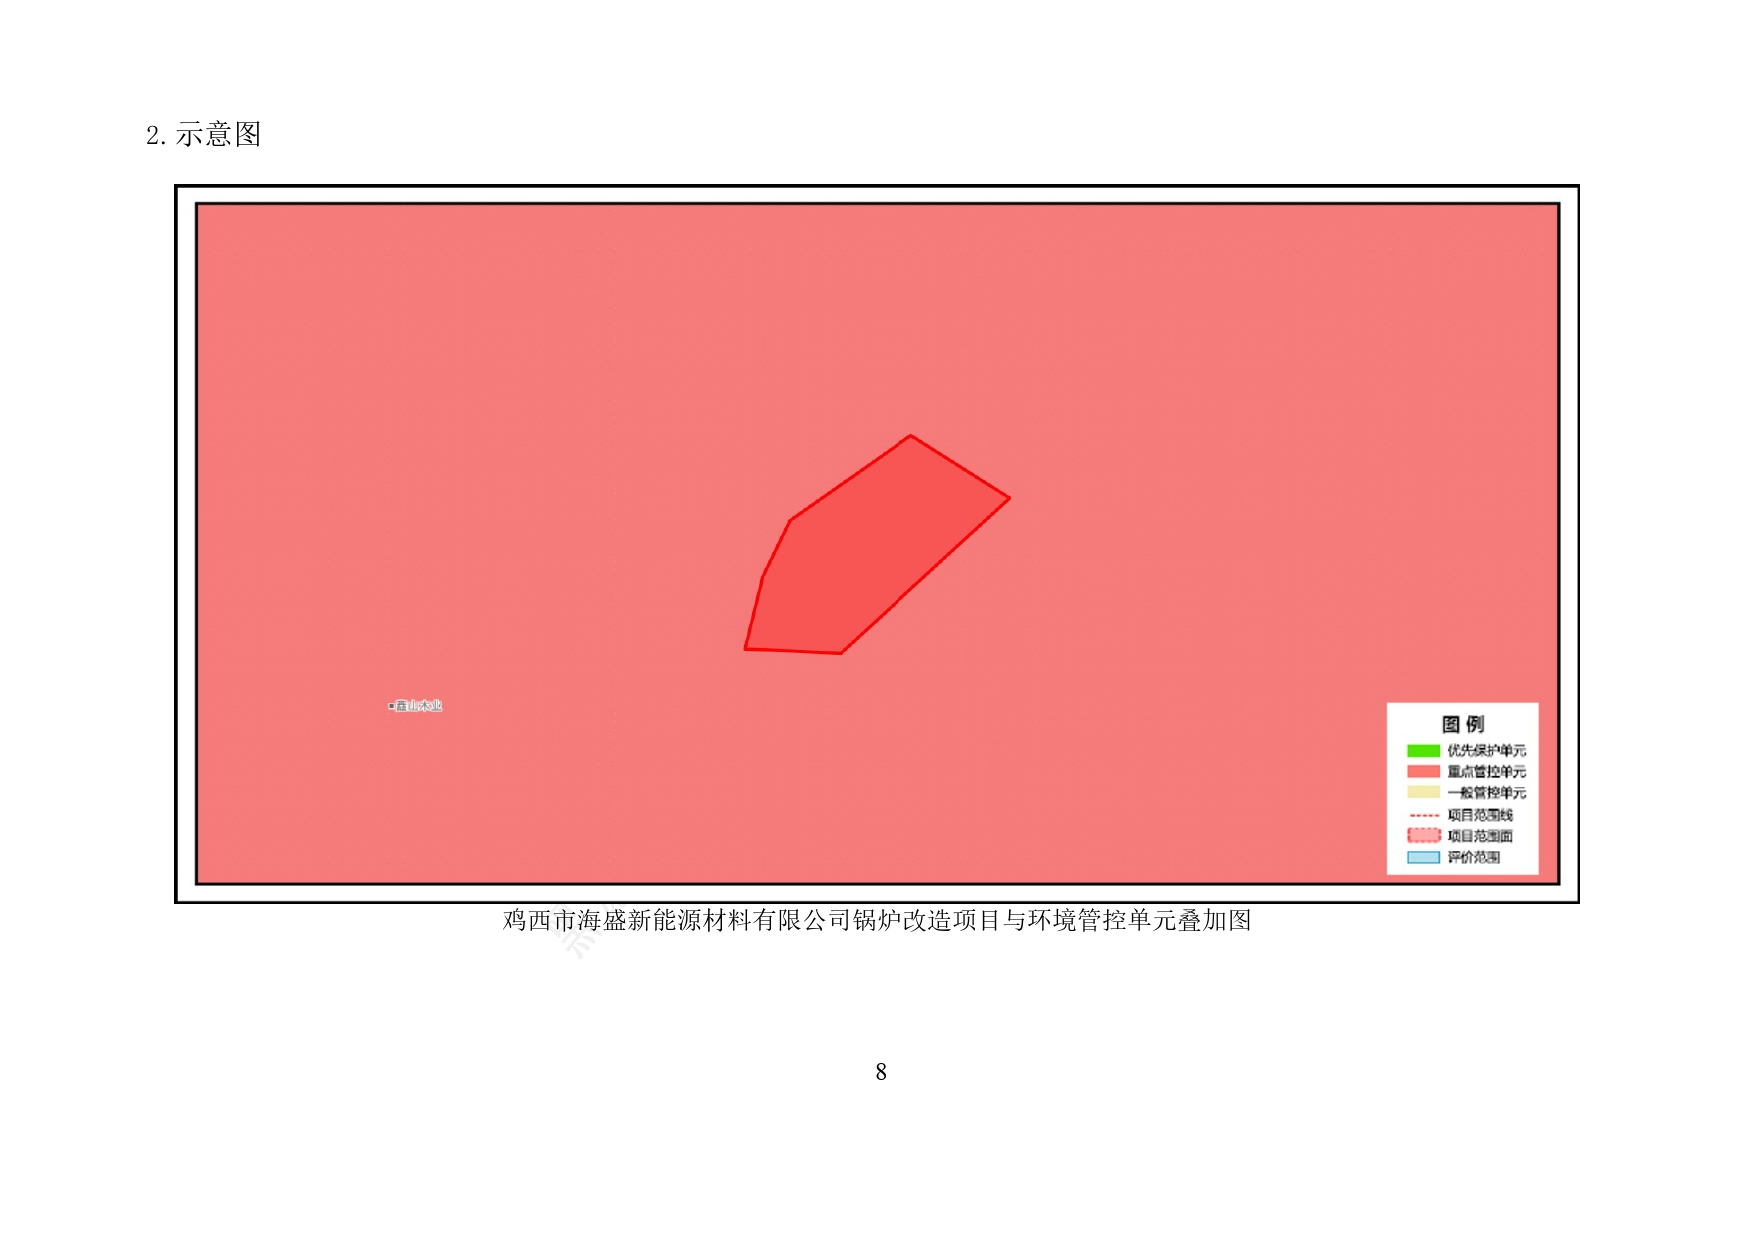 2. 示意图
鑫山木业
图例
优先保护单元
重点管控单元
一般管控单元
项目范围线
项目范围面
评价范围
鸡西市海盛新能源材料有限公司锅炉改造项目与环境管控单元叠加图
8